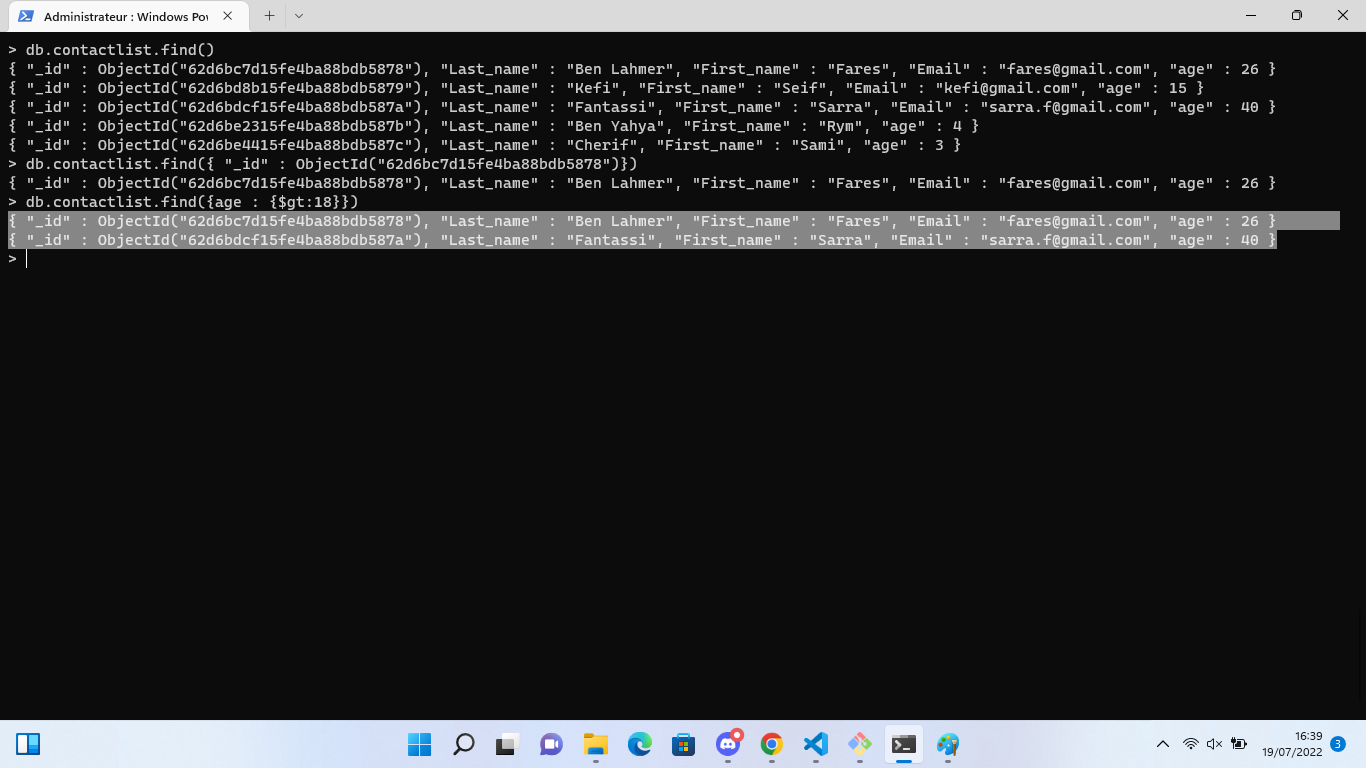 Administrateur : Windows Pow
> db.contactlist.find()
{ "_id" : ObjectId("62d6bc7d15fe4ba88bdb5878"), "Last_name" : "Ben Lahmer", "First_name" : "Fares", "Email" : "fares@gmail.com", "age" : 26 }
{ "_id" : ObjectId("62d6bd8b15fe4ba88bdb5879"), "Last_name" : "Kefi", "First_name" : "Seif", "Email" : "kefi@gmail.com", "age" : 15 }
{ "_id" : ObjectId("62d6bdcf15fe4ba88bdb587a"), "Last_name" : "Fantassi", "First_name" : "Sarra", "Email" : "sarra.f@gmail.com", "age" : 40 }
{ "_id" : ObjectId("62d6be2315fe4ba88bdb587b"), "Last_name" : "Ben Yahya", "First_name" : "Rym", "age" : 4 }
{ "_id" : ObjectId("62d6be4415fe4ba88bdb587c"), "Last_name" : "Cherif", "First_name" : "Sami", "age" : 3 }
> db.contactlist.find({ "_id" : ObjectId("62d6bc7d15fe4ba88bdb5878")})
{ "_id" : ObjectId("62d6bc7d15fe4ba88bdb5878"), "Last_name" : "Ben Lahmer", "First_name" : "Fares", "Email" : "fares@gmail.com", "age" : 26 }
> db.contactlist.find({age : {$gt:18}})
{ "_id" : ObjectId("62d6bc7d15fe4ba88bdb5878"), "Last_name" : "Ben Lahmer", "First_name" : "Fares", "Email" : "fares@gmail.com", "age" : 26 }
{ "_id" : ObjectId("62d6bdcf15fe4ba88bdb587a"), "Last_name" : "Fantassi", "First_name" : "Sarra", "Email" : "sarra.f@gmail.com", "age" : 40 }
>
16:39
19/07/2022
3